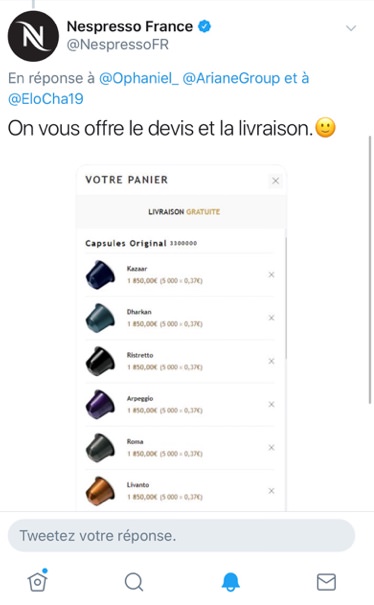 Nespresso France
@NespressoFR
En réponse à @Ophaniel_ @ArianeGroup et à
@EloCha19
On vous offre le devis et la livraison.🙂
VOTRE PANIER
LIVRAISON GRATUITE
Capsules Original 3300000
Kazaar
1 850,00€ (5 000 x 0,37€)
Dharkan
1 850,00€ (5 000 x 0,37€)
Ristretto
1 850,00€ (5 000 x 0,37€)
Arpeggio
1 850,00€ (5 000 x 0,37€)
Roma
1 850,00€ (5 000 x 0,37€)
Livanto
1 850,00€ (5 000 x 0,37€)
Tweetez votre réponse.